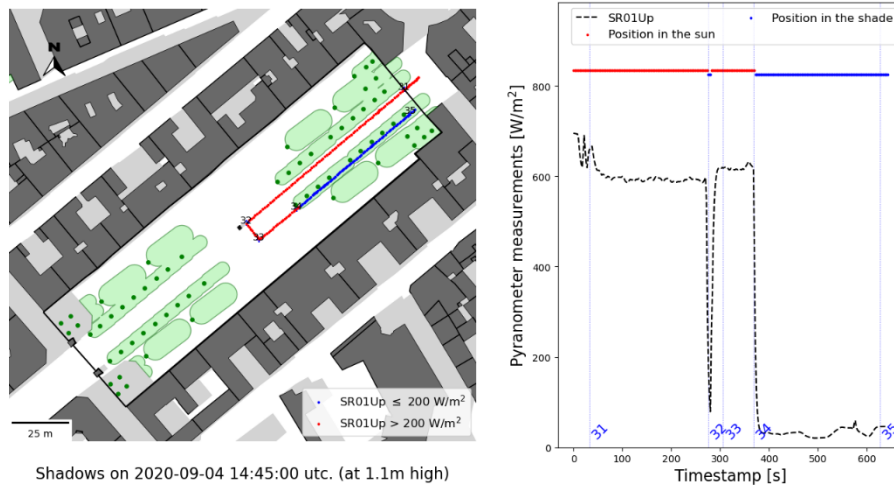 N
31
35
32
34
33
SR01Up ≤ 200 W/m²
SR01Up > 200 W/m²
25 m
Shadows on 2020-09-04 14:45:00 utc. (at 1.1m high)
SR01Up
Position in the sun
Position in the shade
Pyranometer measurements [W/m²]
800
600
400
200
0
31
32
33
34
35
0 100 200 300 400 500 600
Timestamp [s]